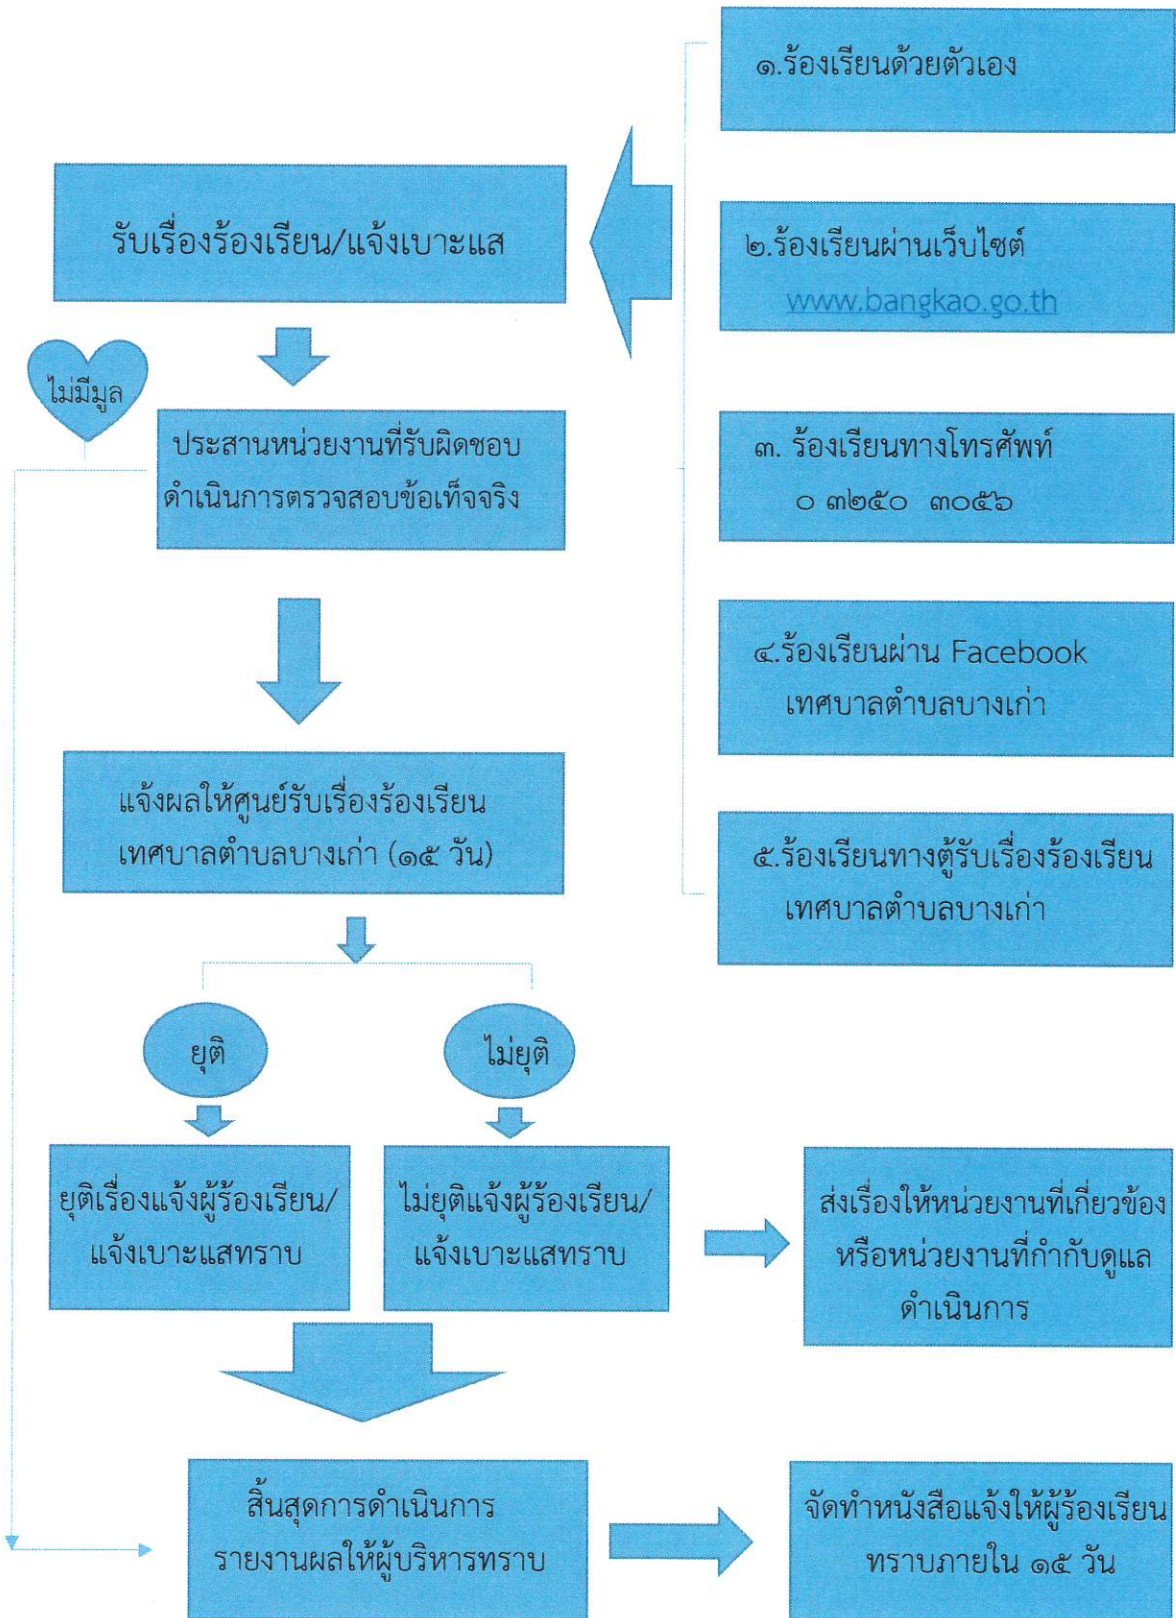 ๑.ร้องเรียนด้วยตัวเอง
รับเรื่องร้องเรียน/แจ้งเบาะแส
๒.ร้องเรียนผ่านเว็บไซต์
www.bangkao.go.th
ไม่มีมูล
ประสานหน่วยงานที่รับผิดชอบ
ดำเนินการตรวจสอบข้อเท็จจริง
๓. ร้องเรียนทางโทรศัพท์
๐ ๓๒๕๐ ๓๐๕๖
๔.ร้องเรียนผ่าน Facebook
เทศบาลตำบลบางเก่า
แจ้งผลให้ศูนย์รับเรื่องร้องเรียน
เทศบาลตำบลบางเก่า (๑๕ วัน)
๕.ร้องเรียนทางตู้รับเรื่องร้องเรียน
เทศบาลตำบลบางเก่า
ยุติ
ไม่ยุติ
ยุติเรื่องแจ้งผู้ร้องเรียน/
แจ้งเบาะแสทราบ
ไม่ยุติแจ้งผู้ร้องเรียน/
แจ้งเบาะแสทราบ
ส่งเรื่องให้หน่วยงานที่เกี่ยวข้อง
หรือหน่วยงานที่กำกับดูแล
ดำเนินการ
สิ้นสุดการดำเนินการ
รายงานผลให้ผู้บริหารทราบ
จัดทำหนังสือแจ้งให้ผู้ร้องเรียน
ทราบภายใน ๑๕ วัน